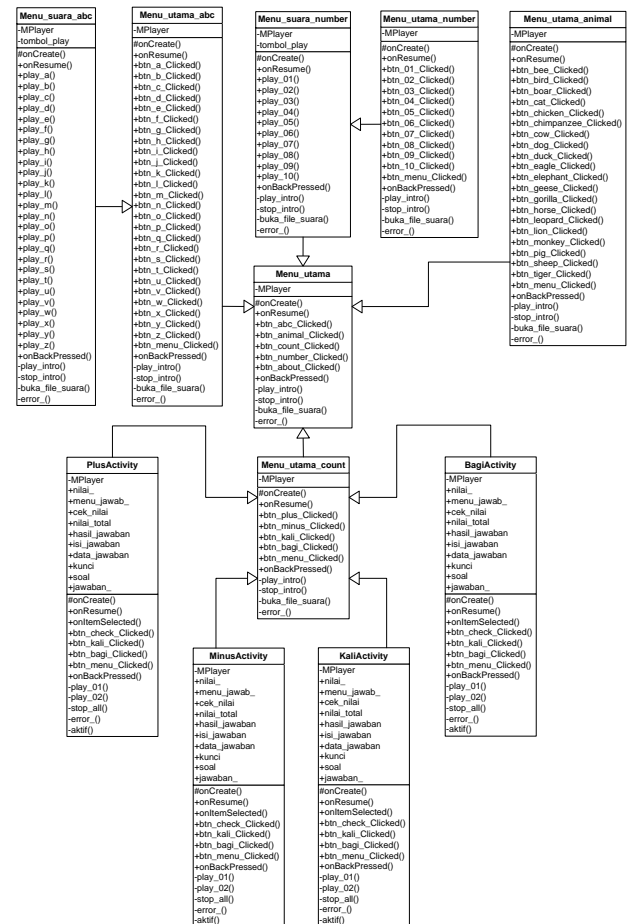 Menu_suara_abc
-MPlayer
-tombol_play
#onCreate()
+onResume()
+play_a()
+play_b()
+play_c()
+play_d()
+play_e()
+play_f()
+play_g()
+play_h()
+play_i()
+play_j()
+play_k()
+play_l()
+play_m()
+play_n()
+play_o()
+play_p()
+play_q()
+play_r()
+play_s()
+play_t()
+play_u()
+play_v()
+play_w()
+play_x()
+play_y()
+play_z()
+onBackPressed()
-play_intro()
-stop_intro()
-buka_file_suara()
-error_()
Menu_utama_abc
-MPlayer
#onCreate()
+onResume()
+btn_a_Clicked()
+btn_b_Clicked()
+btn_c_Clicked()
+btn_d_Clicked()
+btn_e_Clicked()
+btn_f_Clicked()
+btn_g_Clicked()
+btn_h_Clicked()
+btn_i_Clicked()
+btn_j_Clicked()
+btn_k_Clicked()
+btn_l_Clicked()
+btn_m_Clicked()
+btn_n_Clicked()
+btn_o_Clicked()
+btn_p_Clicked()
+btn_q_Clicked()
+btn_r_Clicked()
+btn_s_Clicked()
+btn_t_Clicked()
+btn_u_Clicked()
+btn_v_Clicked()
+btn_w_Clicked()
+btn_x_Clicked()
+btn_y_Clicked()
+btn_z_Clicked()
+btn_menu_Clicked()
+onBackPressed()
-play_intro()
-stop_intro()
-buka_file_suara()
-error_()
Menu_suara_number
-MPlayer
-tombol_play
#onCreate()
+onResume()
+play_01()
+play_02()
+play_03()
+play_04()
+play_05()
+play_06()
+play_07()
+play_08()
+play_09()
+play_10()
+onBackPressed()
-play_intro()
-stop_intro()
-buka_file_suara()
-error_()
Menu_utama_number
-MPlayer
#onCreate()
+onResume()
+btn_01_Clicked()
+btn_02_Clicked()
+btn_03_Clicked()
+btn_04_Clicked()
+btn_05_Clicked()
+btn_06_Clicked()
+btn_07_Clicked()
+btn_08_Clicked()
+btn_09_Clicked()
+btn_10_Clicked()
+btn_menu_Clicked()
+onBackPressed()
-play_intro()
-stop_intro()
-buka_file_suara()
-error_()
Menu_utama_animal
-MPlayer
#onCreate()
+onResume()
+btn_bee_Clicked()
+btn_bird_Clicked()
+btn_boar_Clicked()
+btn_cat_Clicked()
+btn_chicken_Clicked()
+btn_chimpanzee_Clicked()
+btn_cow_Clicked()
+btn_dog_Clicked()
+btn_duck_Clicked()
+btn_eagle_Clicked()
+btn_elephant_Clicked()
+btn_geese_Clicked()
+btn_gorilla_Clicked()
+btn_horse_Clicked()
+btn_leopard_Clicked()
+btn_lion_Clicked()
+btn_monkey_Clicked()
+btn_pig_Clicked()
+btn_sheep_Clicked()
+btn_tiger_Clicked()
+btn_menu_Clicked()
+onBackPressed()
-play_intro()
-stop_intro()
-buka_file_suara()
-error_()
Menu_utama
-MPlayer
#onCreate()
+onResume()
+btn_abc_Clicked()
+btn_animal_Clicked()
+btn_count_Clicked()
+btn_number_Clicked()
+btn_about_Clicked()
+onBackPressed()
-play_intro()
-stop_intro()
-buka_file_suara()
-error_()
PlusActivity
-MPlayer
+nilai_
+menu_jawab_
+cek_nilai
+nilai_total
+hasil_jawaban
+isi_jawaban
+data_jawaban
+kunci
+soal
+jawaban_
#onCreate()
+onResume()
+onItemSelected()
+btn_check_Clicked()
+btn_kali_Clicked()
+btn_bagi_Clicked()
+btn_menu_Clicked()
+onBackPressed()
-play_01()
-play_02()
-stop_all()
-error_()
-aktif()
Menu_utama_count
-MPlayer
#onCreate()
+onResume()
+btn_plus_Clicked()
+btn_minus_Clicked()
+btn_kali_Clicked()
+btn_bagi_Clicked()
+btn_menu_Clicked()
+onBackPressed()
-play_intro()
-stop_intro()
-buka_file_suara()
-error_()
BagiActivity
-MPlayer
+nilai_
+menu_jawab_
+cek_nilai
+nilai_total
+hasil_jawaban
+isi_jawaban
+data_jawaban
+kunci
+soal
+jawaban_
#onCreate()
+onResume()
+onItemSelected()
+btn_check_Clicked()
+btn_kali_Clicked()
+btn_bagi_Clicked()
+btn_menu_Clicked()
+onBackPressed()
-play_01()
-play_02()
-stop_all()
-error_()
-aktif()
MinusActivity
-MPlayer
+nilai_
+menu_jawab_
+cek_nilai
+nilai_total
+hasil_jawaban
+isi_jawaban
+data_jawaban
+kunci
+soal
+jawaban_
#onCreate()
+onResume()
+onItemSelected()
+btn_check_Clicked()
+btn_kali_Clicked()
+btn_bagi_Clicked()
+btn_menu_Clicked()
+onBackPressed()
-play_01()
-play_02()
-stop_all()
-error_()
-aktif()
KaliActivity
-MPlayer
+nilai_
+menu_jawab_
+cek_nilai
+nilai_total
+hasil_jawaban
+isi_jawaban
+data_jawaban
+kunci
+soal
+jawaban_
#onCreate()
+onResume()
+onItemSelected()
+btn_check_Clicked()
+btn_kali_Clicked()
+btn_bagi_Clicked()
+btn_menu_Clicked()
+onBackPressed()
-play_01()
-play_02()
-stop_all()
-error_()
-aktif()